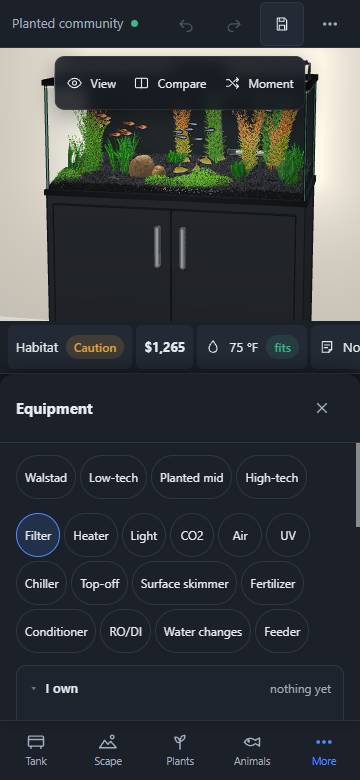 Planted community
View Compare Moment
Habitat Caution $1,265 75 °F fits No
Equipment
Walstad Low-tech Planted mid High-tech
Filter Heater Light CO2 Air UV
Chiller Top-off Surface skimmer Fertilizer
Conditioner RO/DI Water changes Feeder
I own nothing yet
Tank Scape Plants Animals More